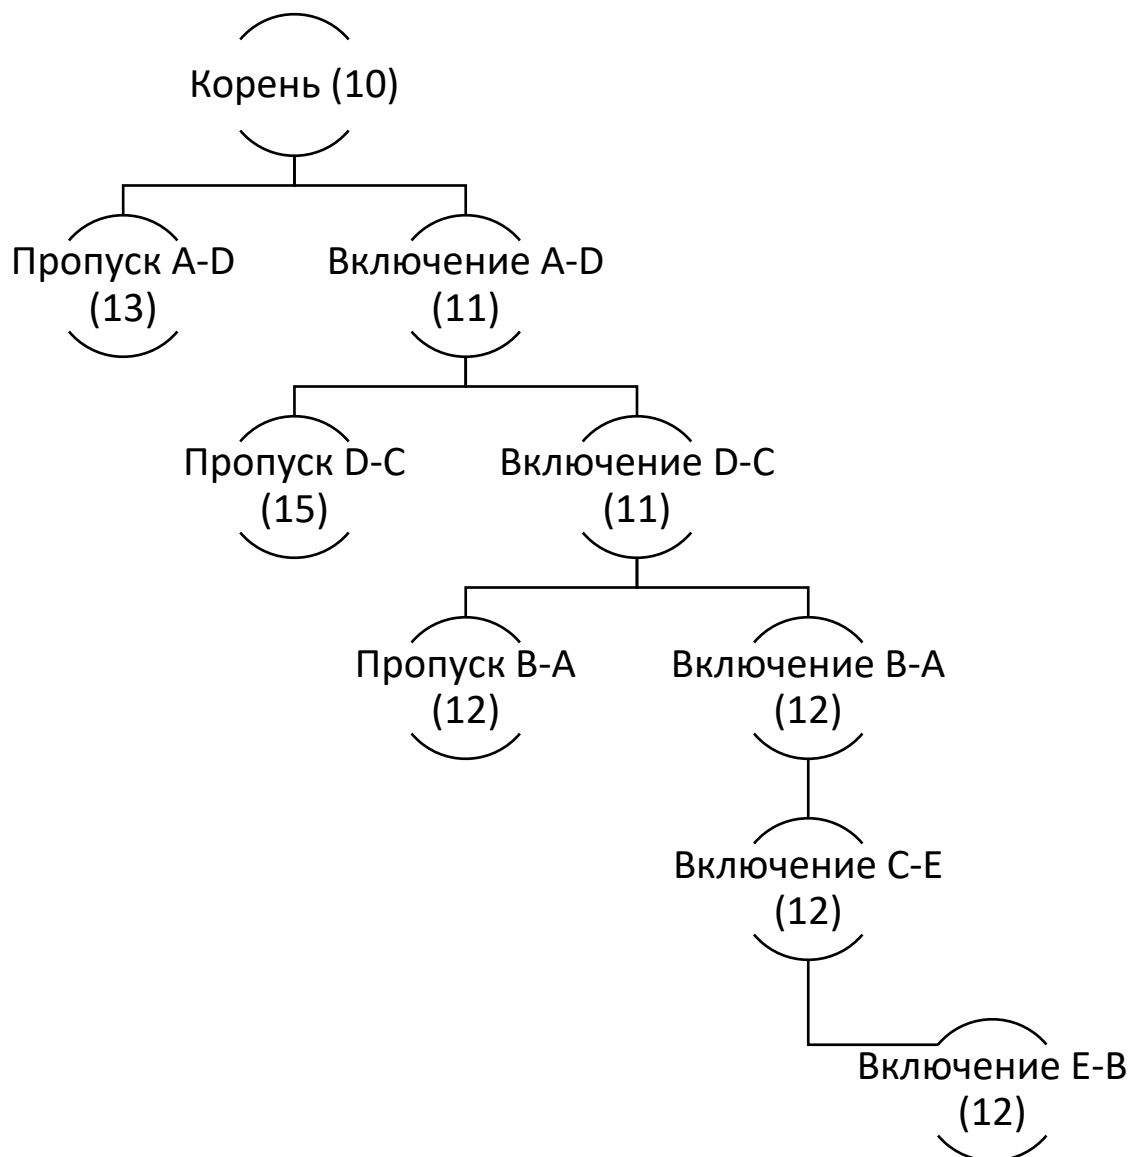 Корень (10)
Пропуск A-D
(13)
Включение A-D
(11)
Пропуск D-C
(15)
Включение D-C
(11)
Пропуск B-A
(12)
Включение B-A
(12)
Включение C-E
(12)
Включение E-B
(12)